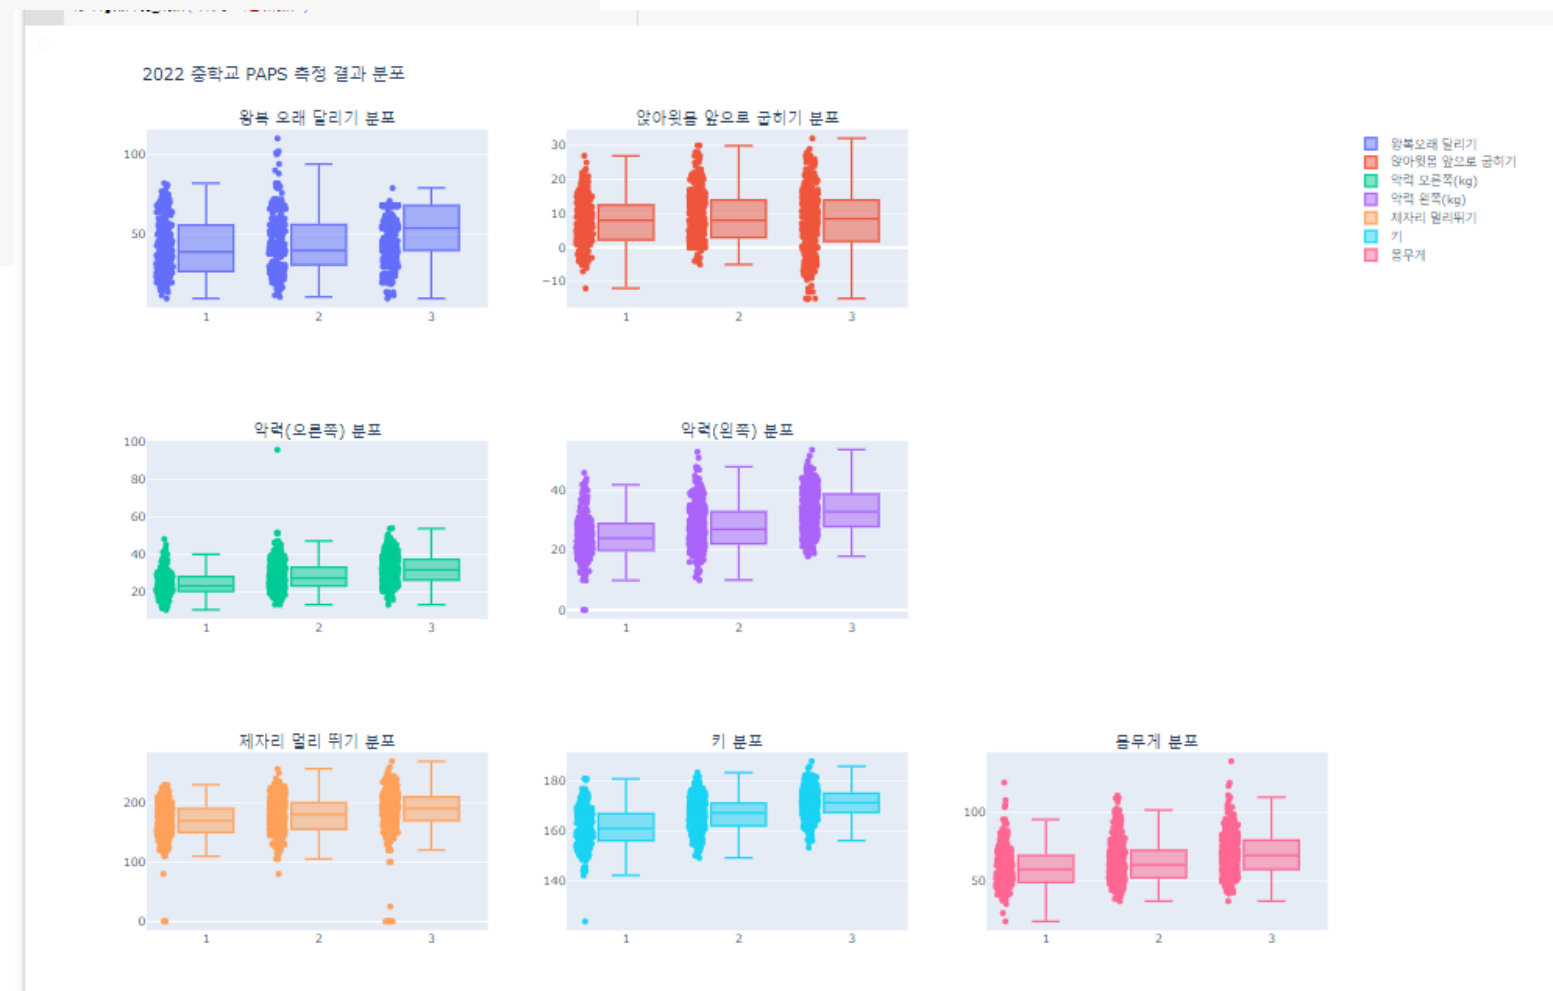 2022 중학교 PAPS 측정 결과 분포
왕복 오래 달리기 분포
앉아윗몸 앞으로 굽히기 분포
왕복오래 달리기
앉아윗몸 앞으로 굽히기
악력 오른쪽(kg)
악력 왼쪽(kg)
제자리 멀리뛰기
키
몸무게
100
50
1 2 3
30
20
10
0
−10
1 2 3
악력(오른쪽) 분포
악력(왼쪽) 분포
100
80
60
40
20
1 2 3
40
20
0
1 2 3
제자리 멀리 뛰기 분포
키 분포
몸무게 분포
200
100
0
1 2 3
180
160
140
1 2 3
100
50
1 2 3